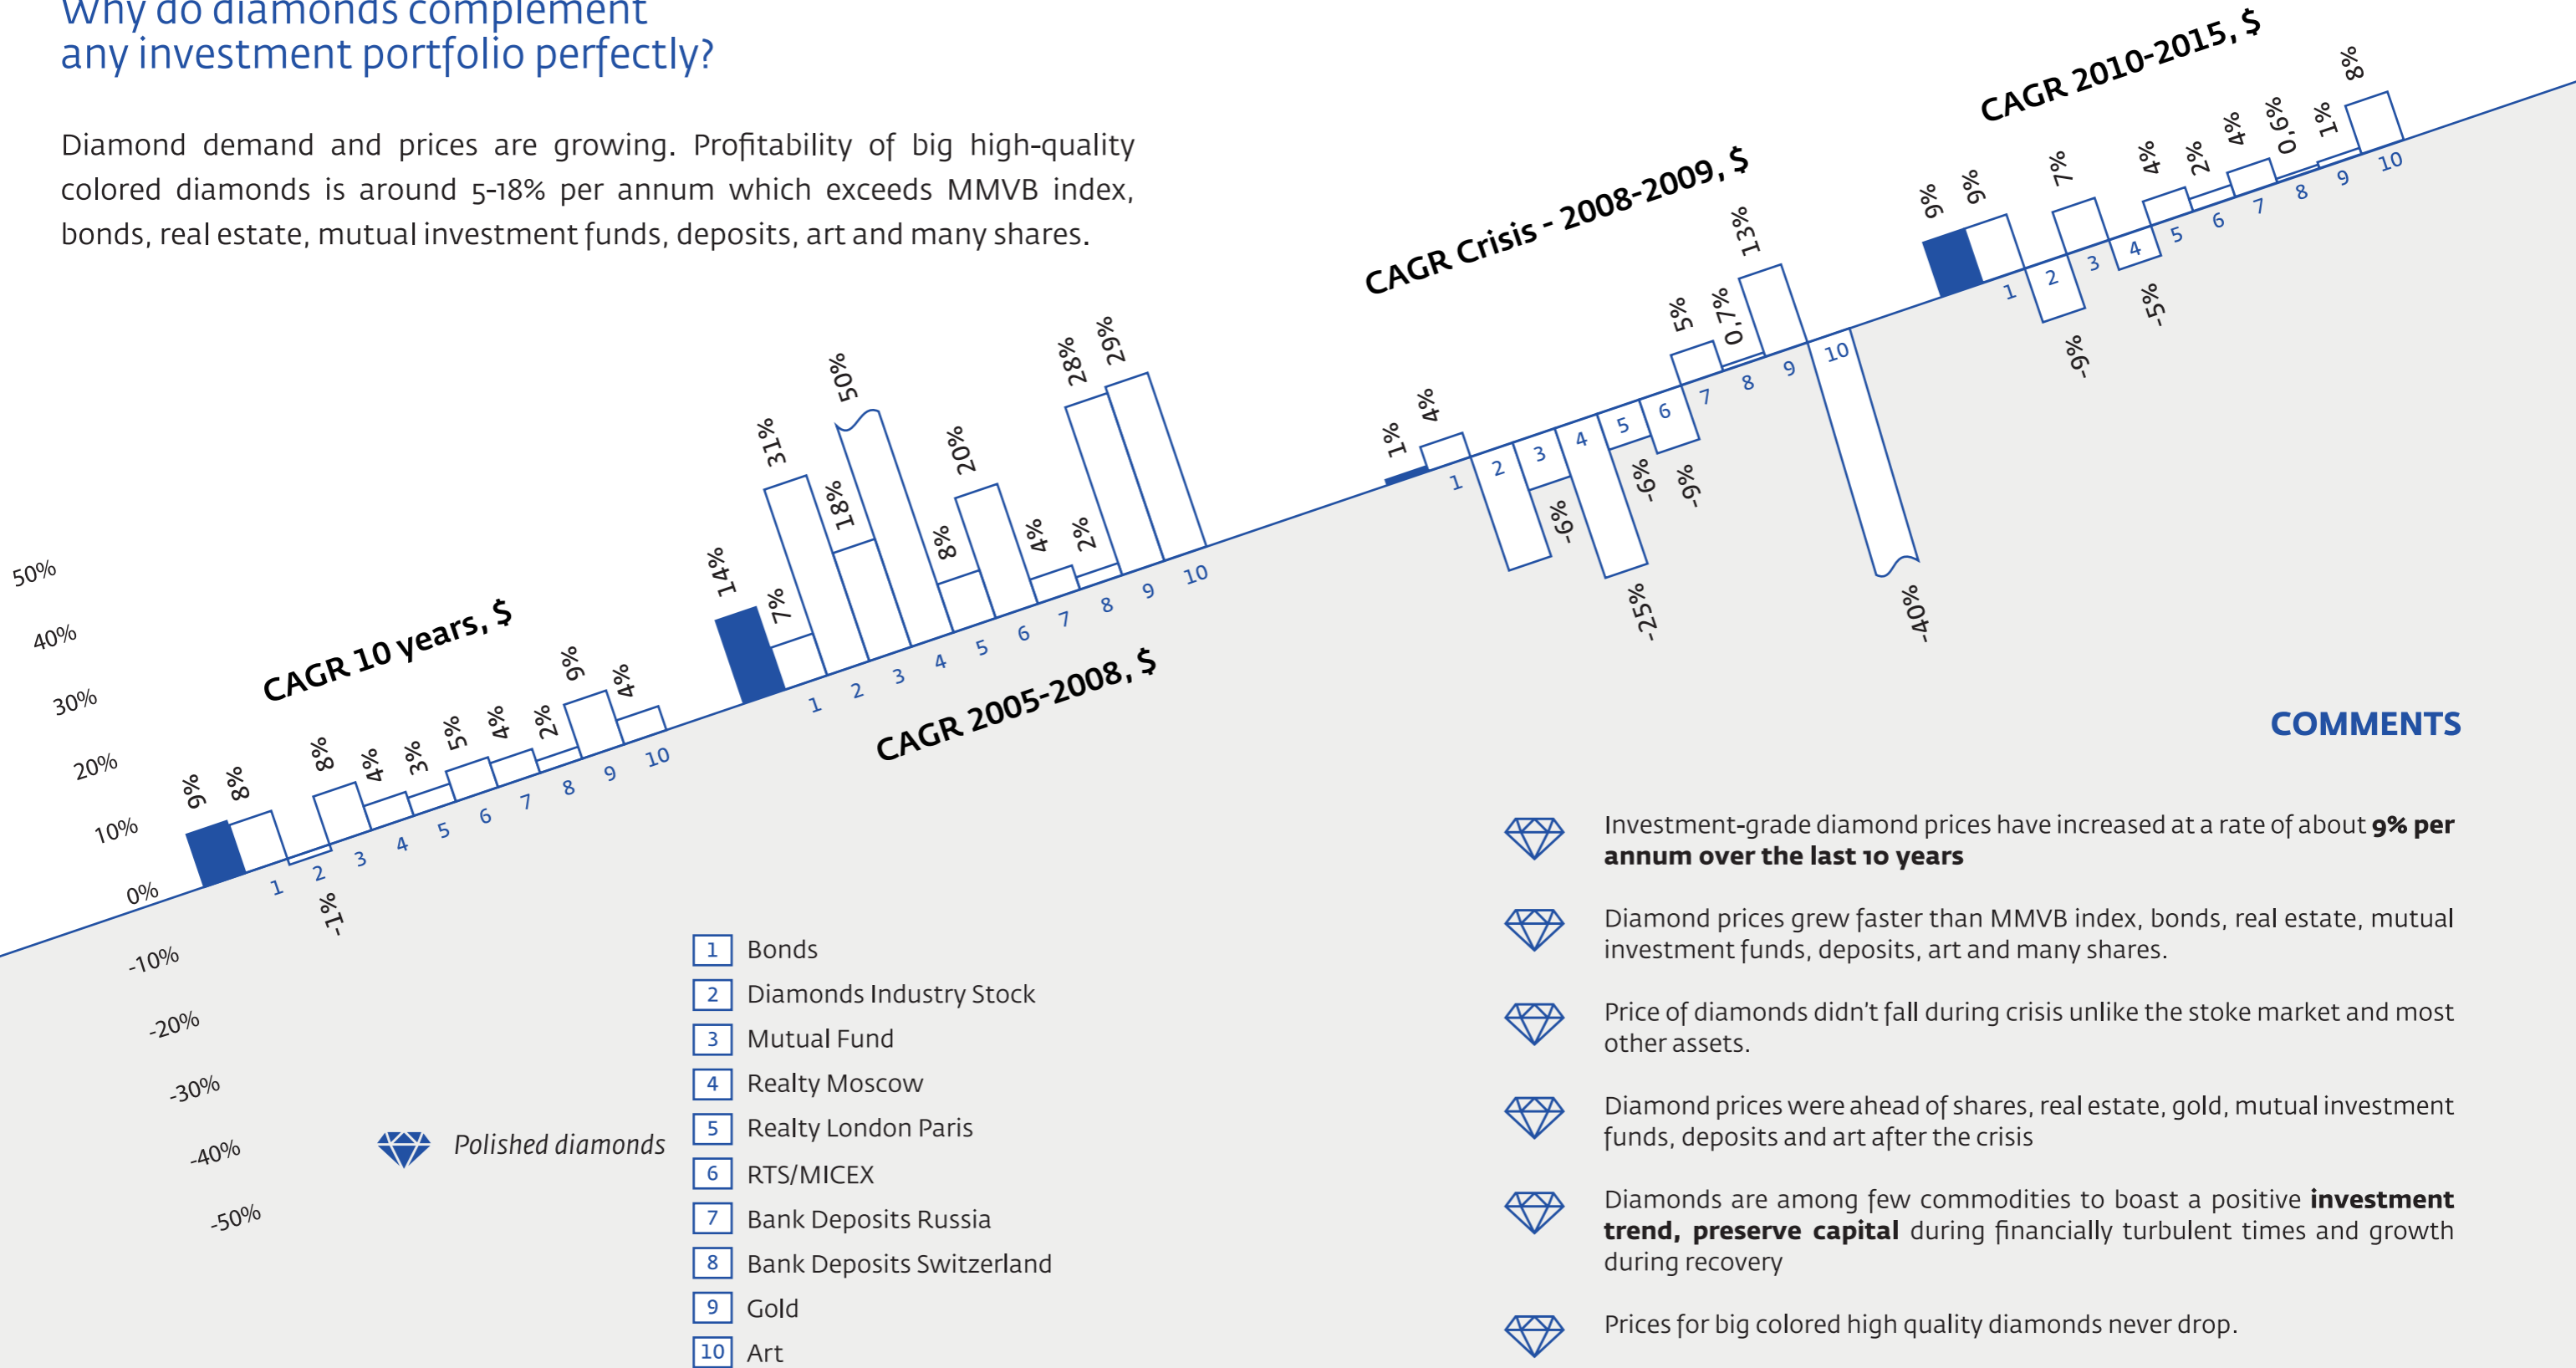 Why do diamonds complement
any investment portfolio perfectly?
Diamond demand and prices are growing. Profitability of big high-quality
colored diamonds is around 5-18% per annum which exceeds MMVB index,
bonds, real estate, mutual investment funds, deposits, art and many shares.
50%
40%
30%
20%
10%
0%
-10%
-20%
-30%
-40%
-50%
CAGR 10 years, $
9% 8% -1% 8% 4% 3% 5% 4% 2% 9% 4%
1 2 3 4 5 6 7 8 9 10
CAGR 2005-2008, $
14% 7% 31% 18% 50% 8% 20% 4% 2% 28% 29%
1 2 3 4 5 6 7 8 9 10
CAGR Crisis - 2008-2009, $
1% 4% -6% -25% -6% -9% 5% 0,7% 13% -40%
1 2 3 4 5 6 7 8 9 10
CAGR 2010-2015, $
9% 9% -9% 7% -5% 4% 2% 4% 0,6% 1% 8%
1 2 3 4 5 6 7 8 9 10
Polished diamonds
1 Bonds
2 Diamonds Industry Stock
3 Mutual Fund
4 Realty Moscow
5 Realty London Paris
6 RTS/MICEX
7 Bank Deposits Russia
8 Bank Deposits Switzerland
9 Gold
10 Art
COMMENTS
Investment-grade diamond prices have increased at a rate of about 9% per
annum over the last 10 years
Diamond prices grew faster than MMVB index, bonds, real estate, mutual
investment funds, deposits, art and many shares.
Price of diamonds didn't fall during crisis unlike the stoke market and most
other assets.
Diamond prices were ahead of shares, real estate, gold, mutual investment
funds, deposits and art after the crisis
Diamonds are among few commodities to boast a positive investment
trend, preserve capital during financially turbulent times and growth
during recovery
Prices for big colored high quality diamonds never drop.